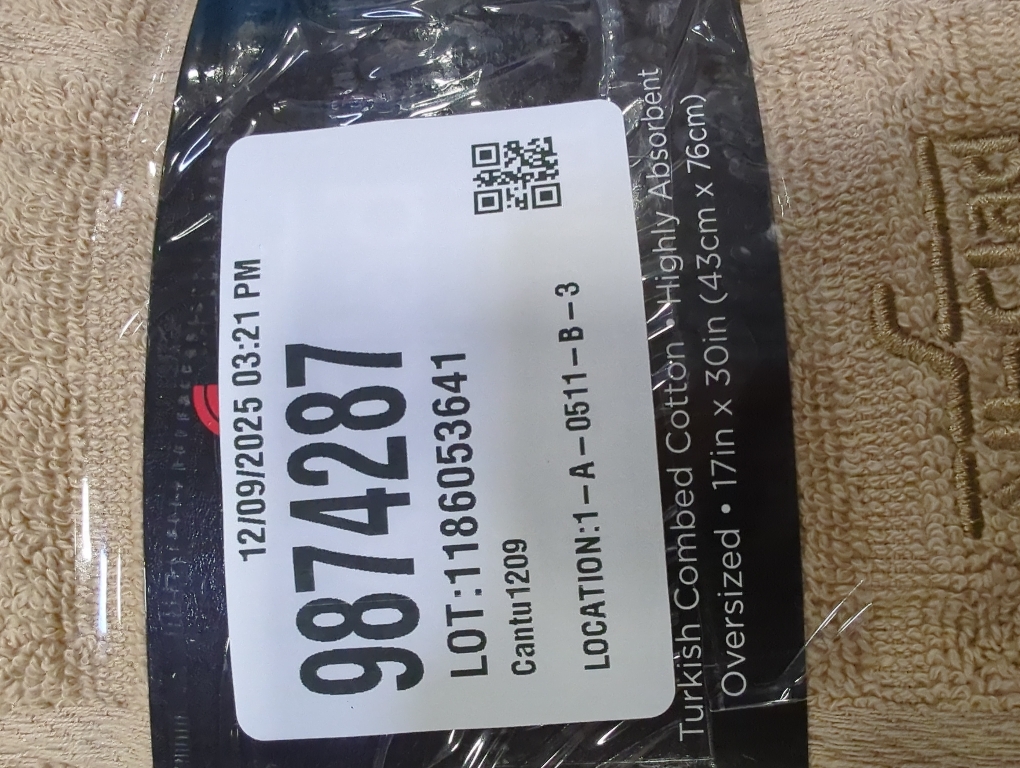 12/09/2025 03:21 PM
9874287
LOT:1186053641
Cantu1209
LOCATION:1-A-0511-B-3
Turkish Combed Cotton • Highly Absorbent
Oversized • 17in x 30in (43cm x 76cm)